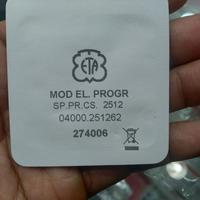 ETA
MOD EL. PROGR
SP.PR.CS. 2512
04000.251262
274006